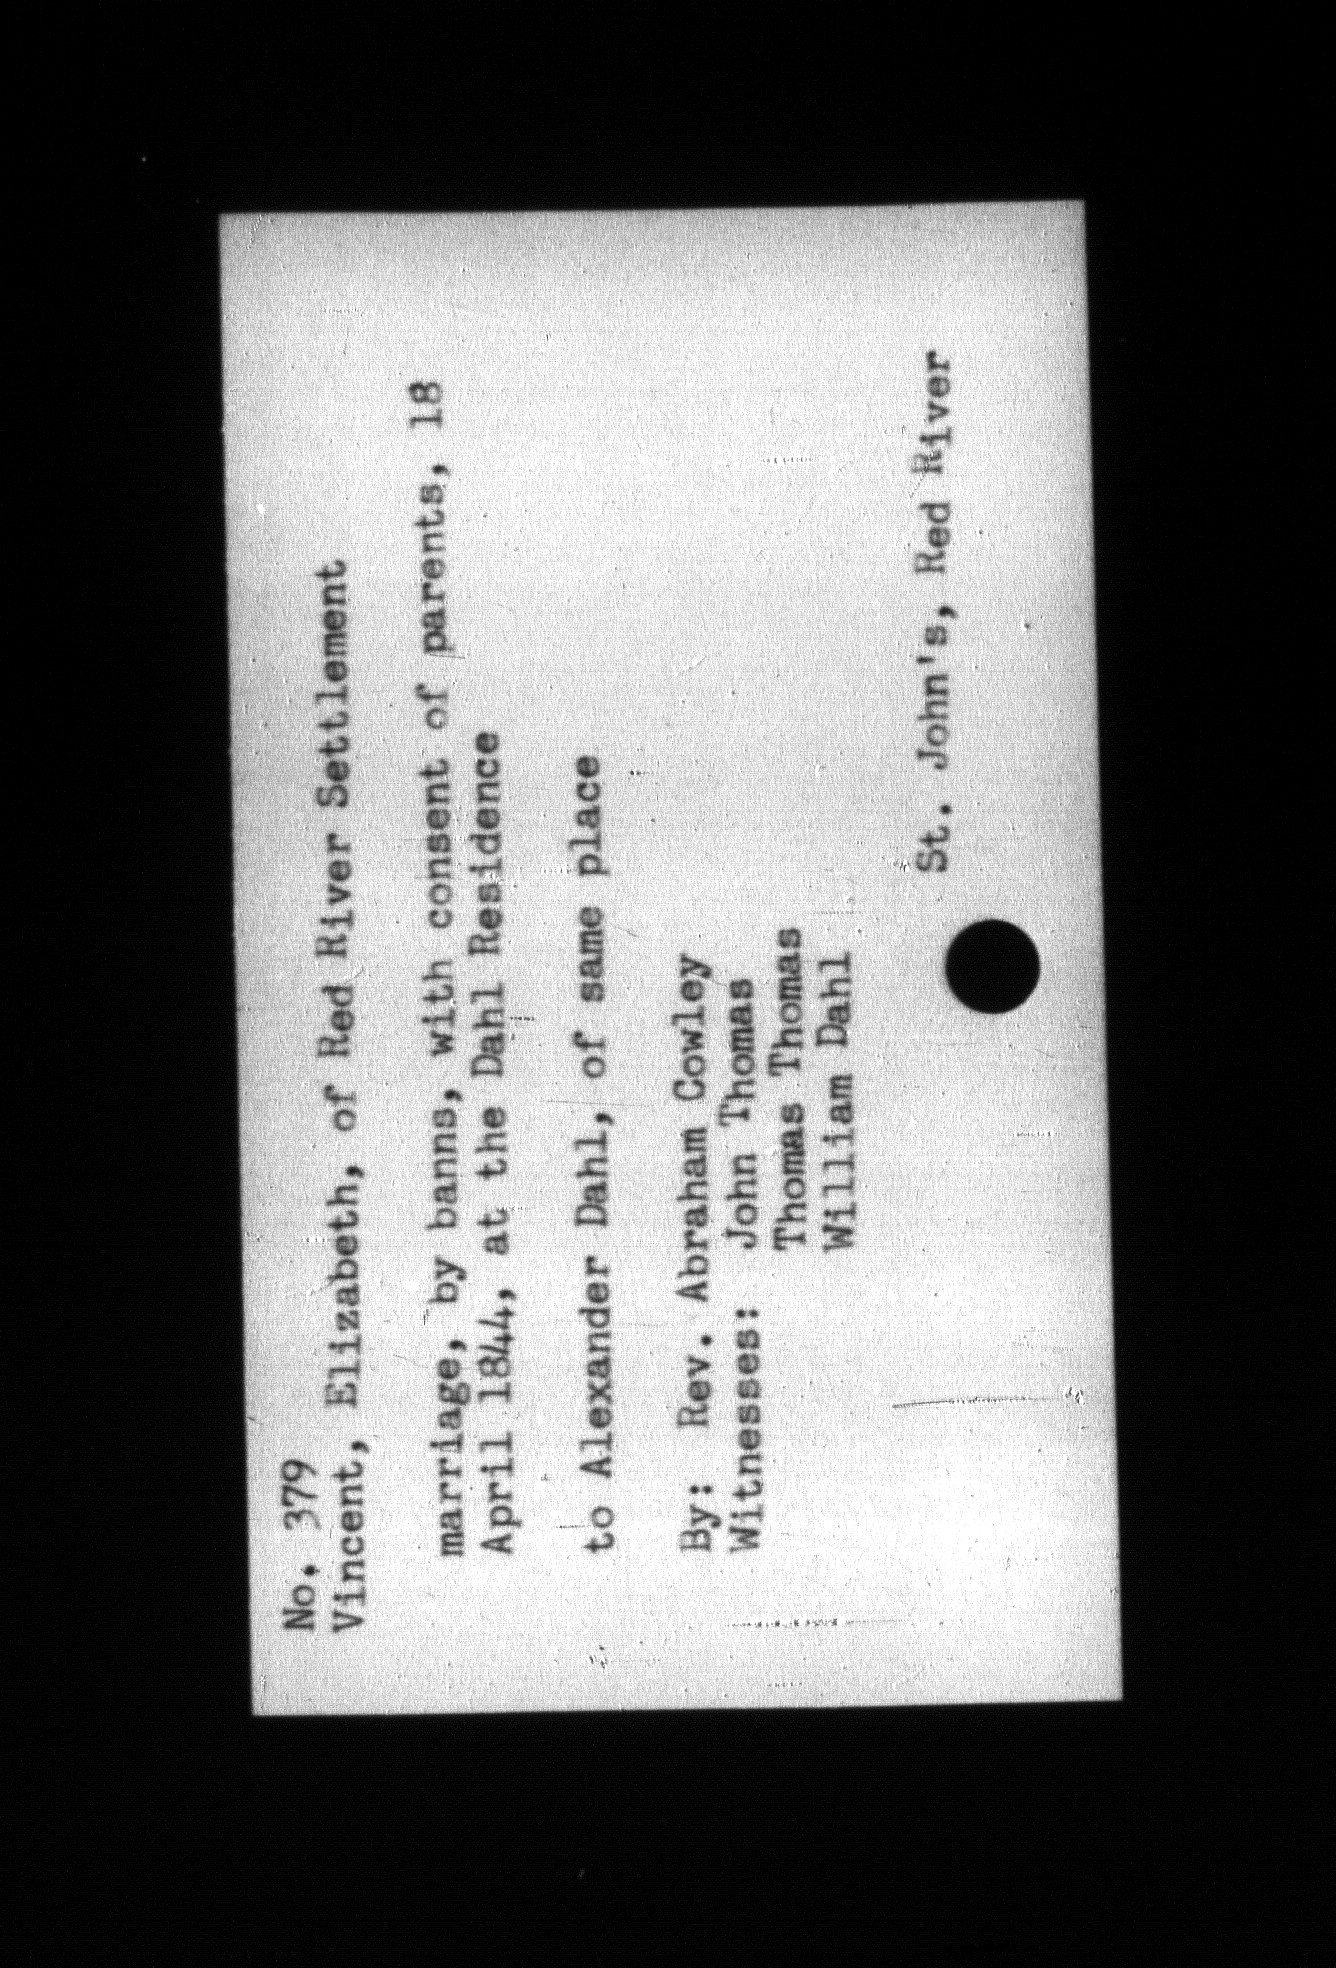 No. 379
Vincent, Elizabeth, of Red River Settlement
marriage, by banns, with consent of parents, 18
April 1844, at the Dahl Residence
to Alexander Dahl, of same place
By: Rev. Abraham Cowley
Witnesses: John Thomas
Thomas Thomas
William Dahl
St. John's, Red River